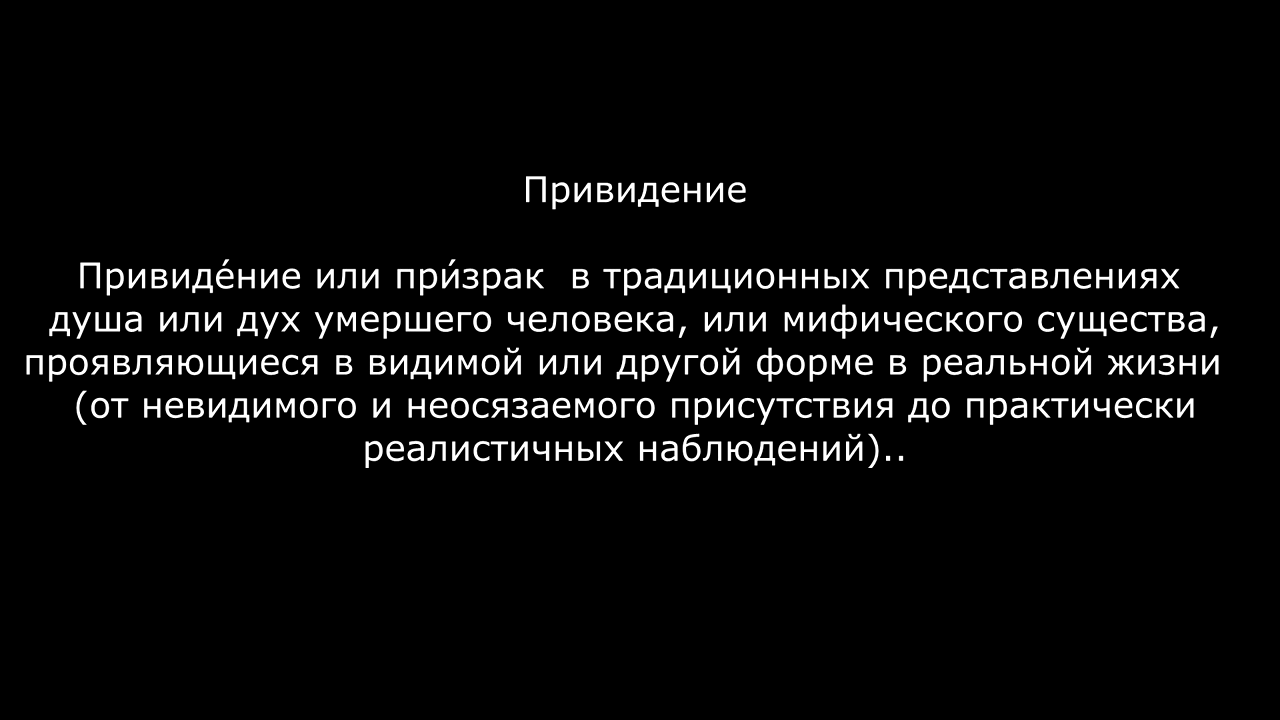 Привидение
Привиде́ние или при́зрак  в традиционных представлениях
душа или дух умершего человека, или мифического существа,
проявляющиеся в видимой или другой форме в реальной жизни
(от невидимого и неосязаемого присутствия до практически
реалистичных наблюдений)..